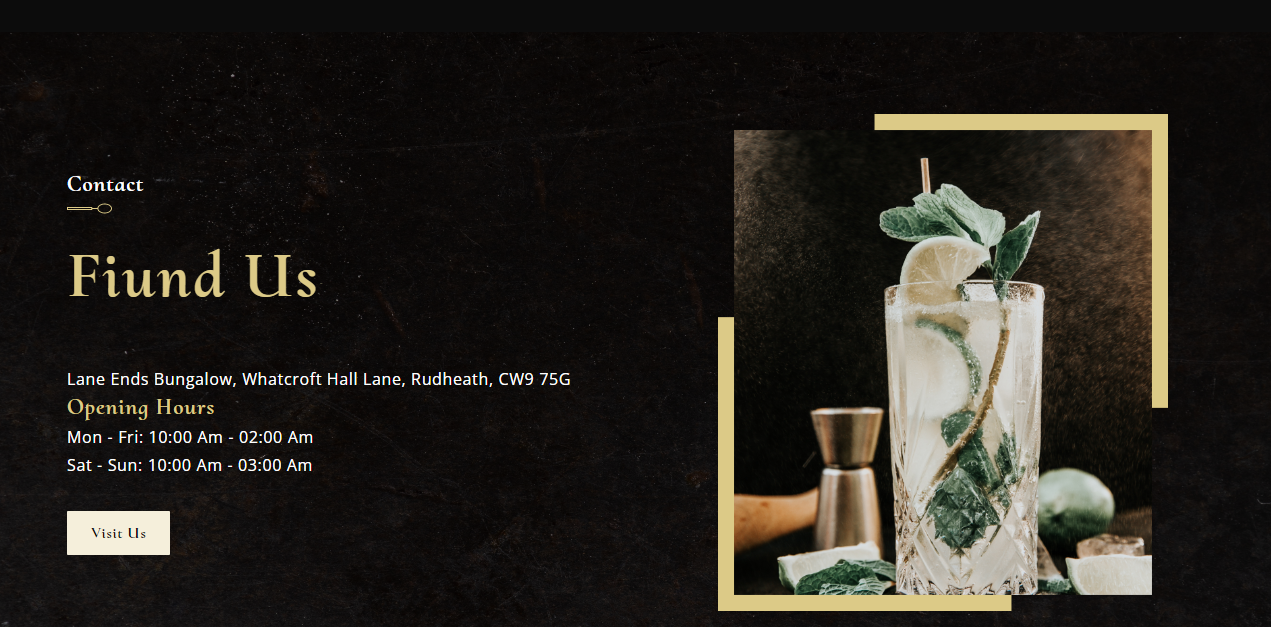 Contact
Fiund Us
Lane Ends Bungalow, Whatcroft Hall Lane, Rudheath, CW9 75G
Opening Hours
Mon - Fri: 10:00 Am - 02:00 Am
Sat - Sun: 10:00 Am - 03:00 Am
Visit Us